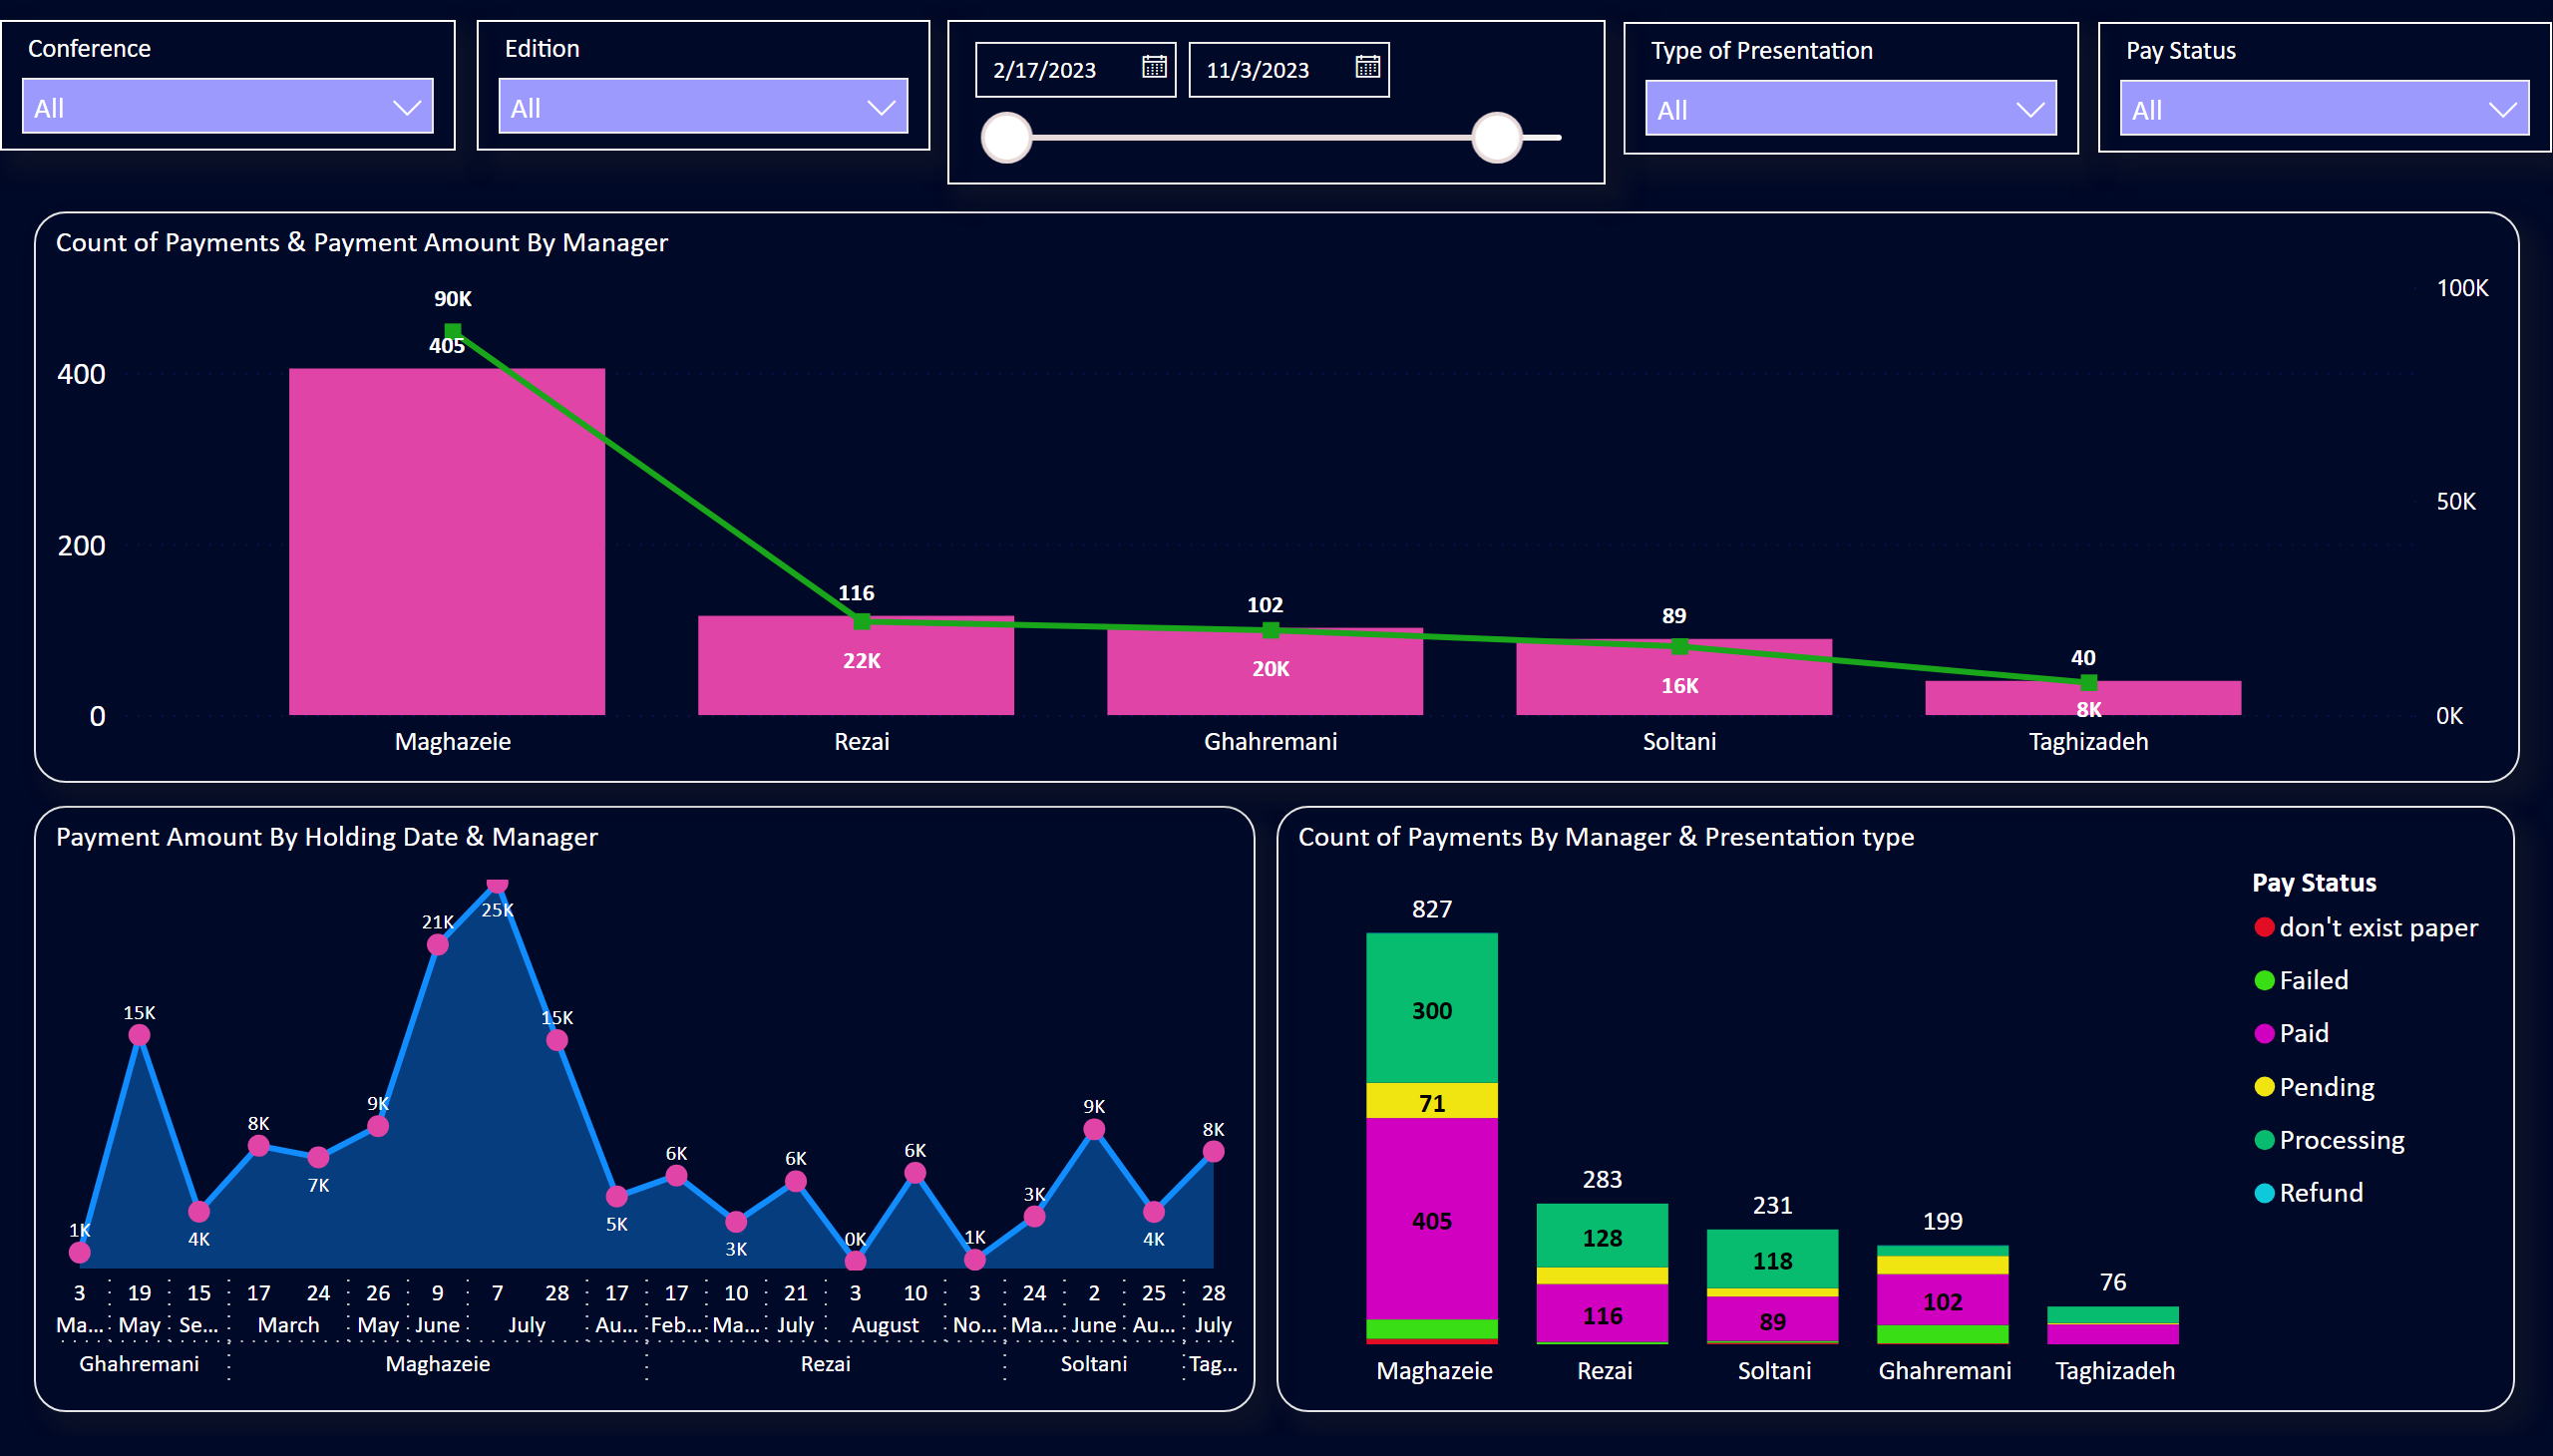 Conference
All
Edition
All
2/17/2023 11/3/2023
Type of Presentation
All
Pay Status
All
Count of Payments & Payment Amount By Manager
400
200
0
100K
50K
0K
90K
405
116
22K
102
20K
89
16K
40
8K
Maghazeie Rezai Ghahremani Soltani Taghizadeh
Payment Amount By Holding Date & Manager
1K 15K 4K 8K 7K 9K 21K 25K 15K 5K 6K 3K 6K 0K 6K 1K 3K 9K 4K 8K
3 19 15 17 24 26 9 7 28 17 17 10 21 3 10 3 24 2 25 28
Ma... May Se... March May June July Au... Feb... Ma... July August No... Ma... June Au... July
Ghahremani Maghazeie Rezai Soltani Tag...
Count of Payments By Manager & Presentation type
827
300
71
405
283
128
116
231
118
89
199
102
76
Maghazeie Rezai Soltani Ghahremani Taghizadeh
Pay Status
don't exist paper
Failed
Paid
Pending
Processing
Refund